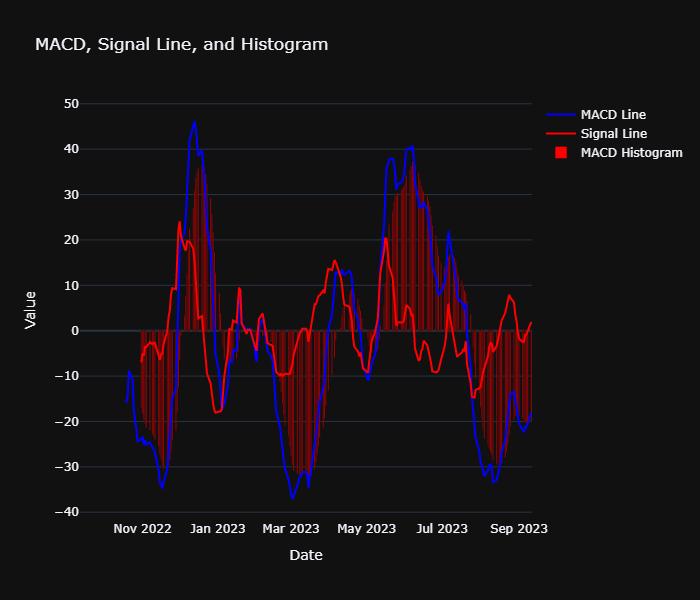 MACD, Signal Line, and Histogram
MACD Line
Signal Line
MACD Histogram
50
40
30
20
10
0
−10
−20
−30
−40
Value
Nov 2022
Jan 2023
Mar 2023
May 2023
Jul 2023
Sep 2023
Date